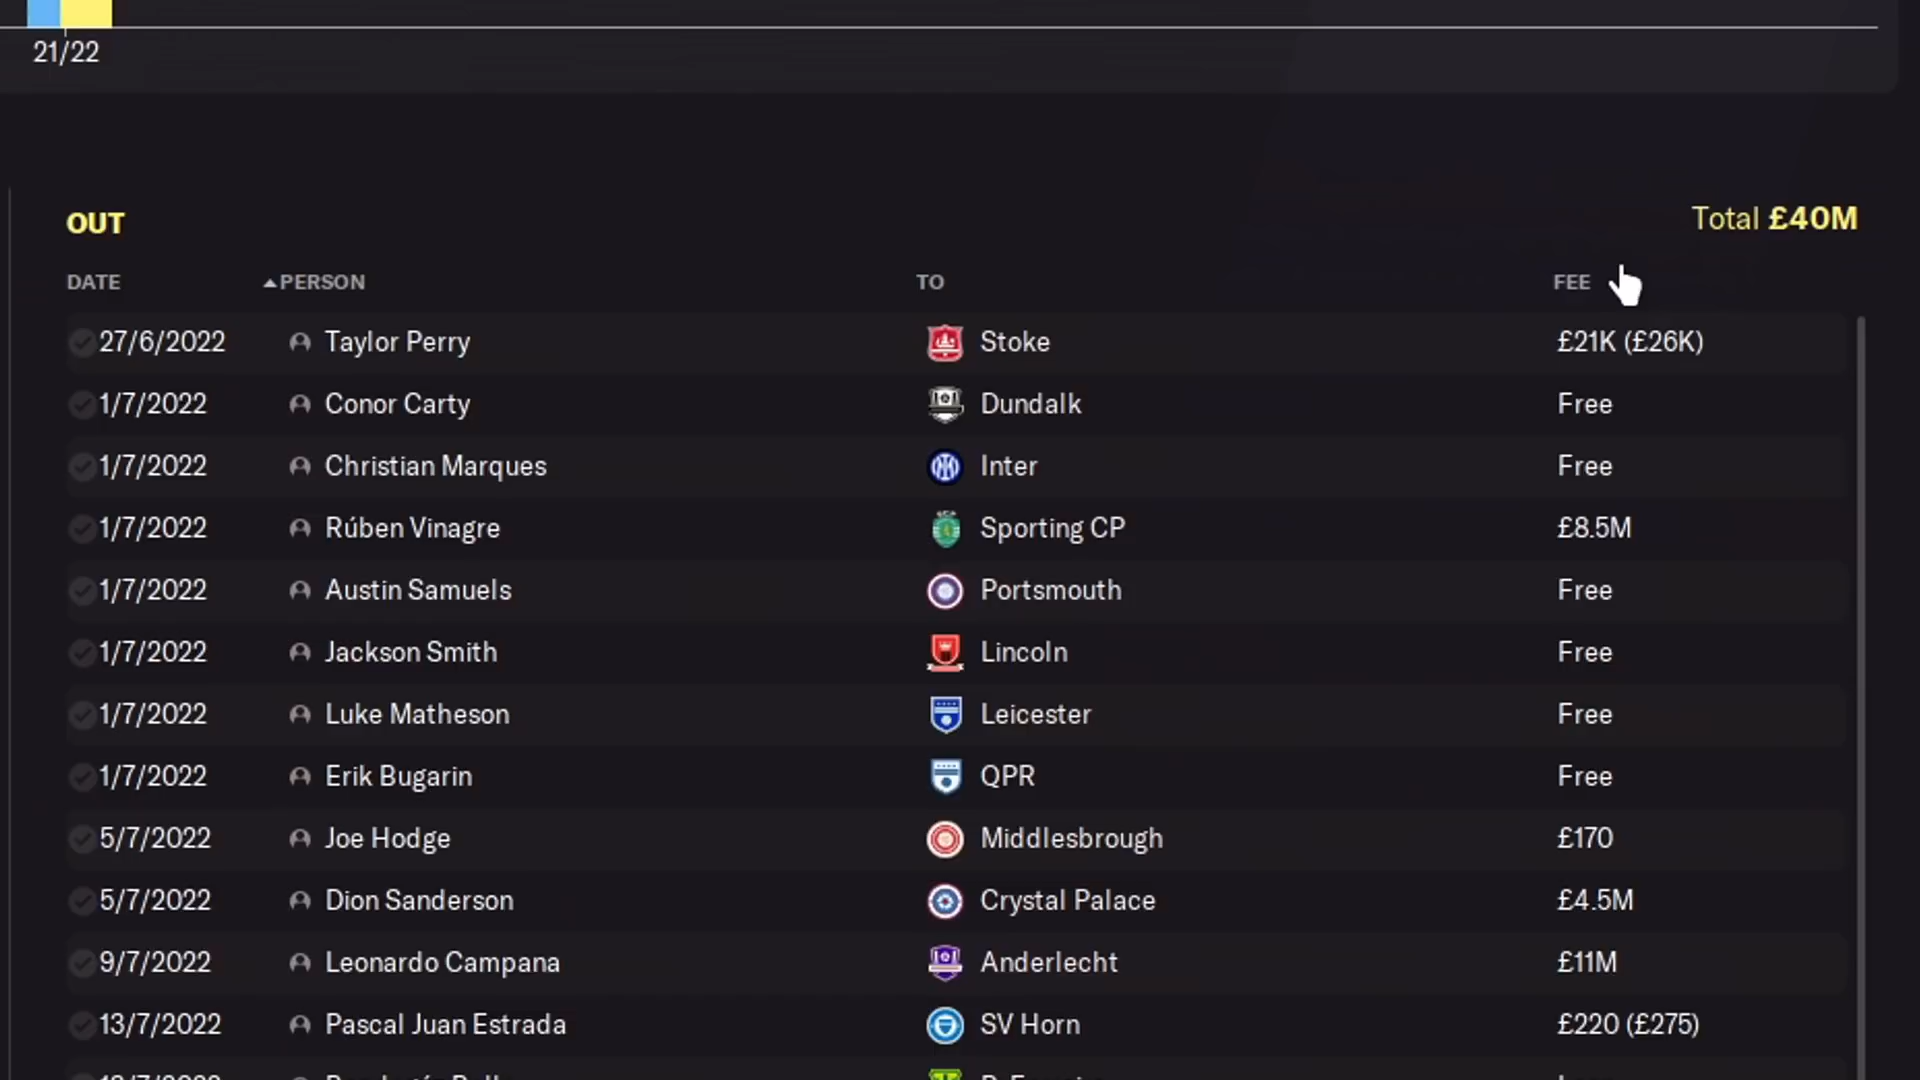 21/22
OUT
Total £40M
DATE PERSON TO FEE
27/6/2022 Taylor Perry Stoke £21K (£26K)
1/7/2022 Conor Carty Dundalk Free
1/7/2022 Christian Marques Inter Free
1/7/2022 Rúben Vinagre Sporting CP £8.5M
1/7/2022 Austin Samuels Portsmouth Free
1/7/2022 Jackson Smith Lincoln Free
1/7/2022 Luke Matheson Leicester Free
1/7/2022 Erik Bugarin QPR Free
5/7/2022 Joe Hodge Middlesbrough £170
5/7/2022 Dion Sanderson Crystal Palace £4.5M
9/7/2022 Leonardo Campana Anderlecht £11M
13/7/2022 Pascal Juan Estrada SV Horn £220 (£275)